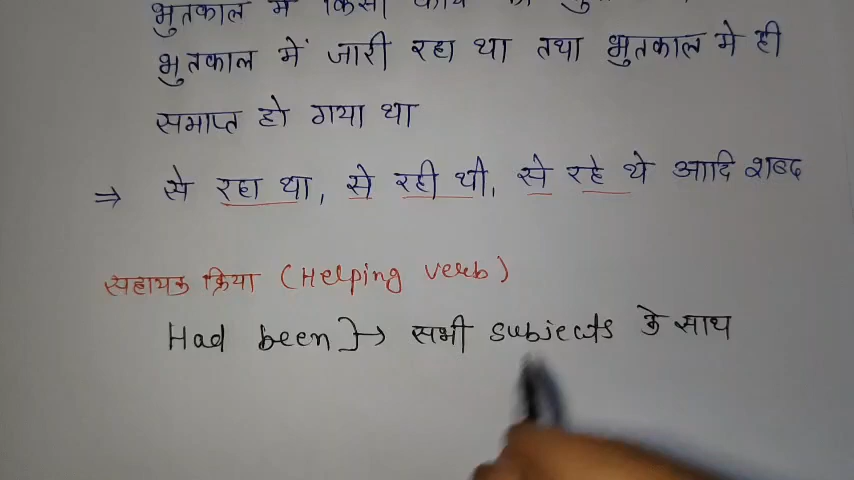 भुतकाल में किसी कार्य
भुतकाल में जारी रहा था तथा भुतकाल मे ही
समाप्त हो गया था
⇒ से रहा था, से रही थी, से रहे थे आदि शब्द
सहायक क्रिया (Helping verb)
Had been }→ सभी subjects के साथ